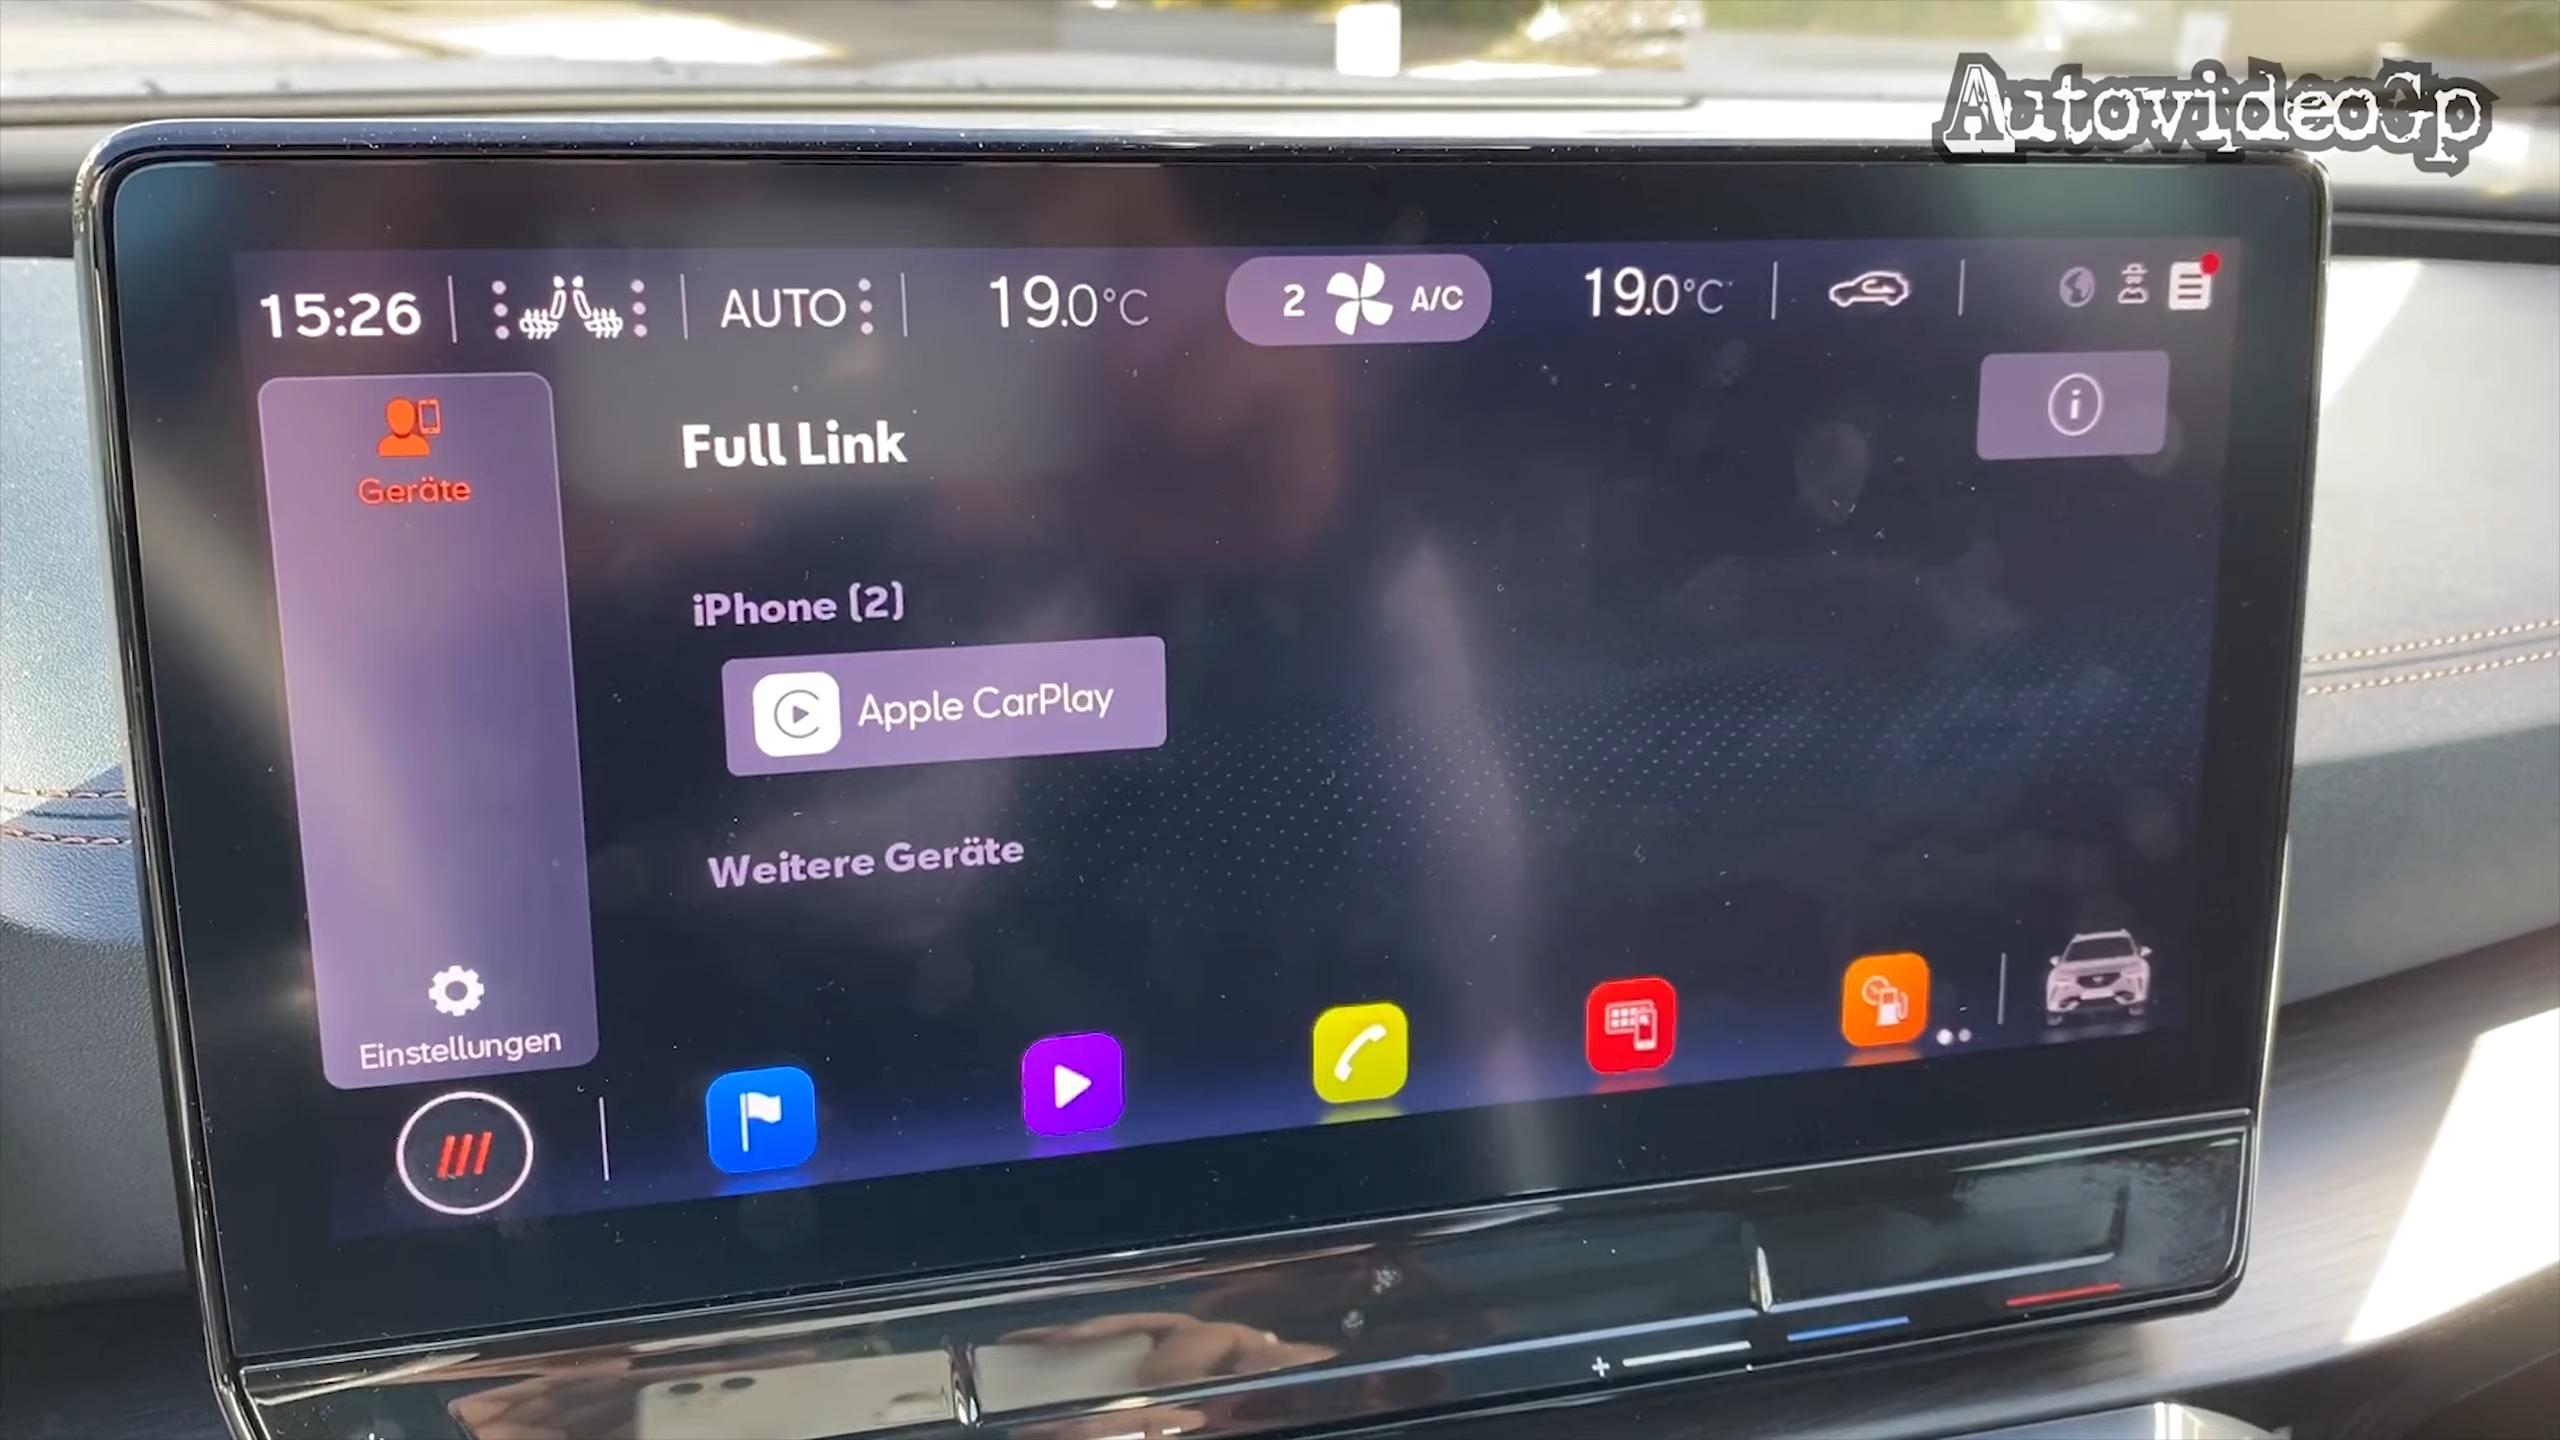 AutovideoGp
15:26 AUTO 19.0°C 2 A/C 19.0°C
Geräte
Full Link
iPhone (2)
Apple CarPlay
Weitere Geräte
Einstellungen